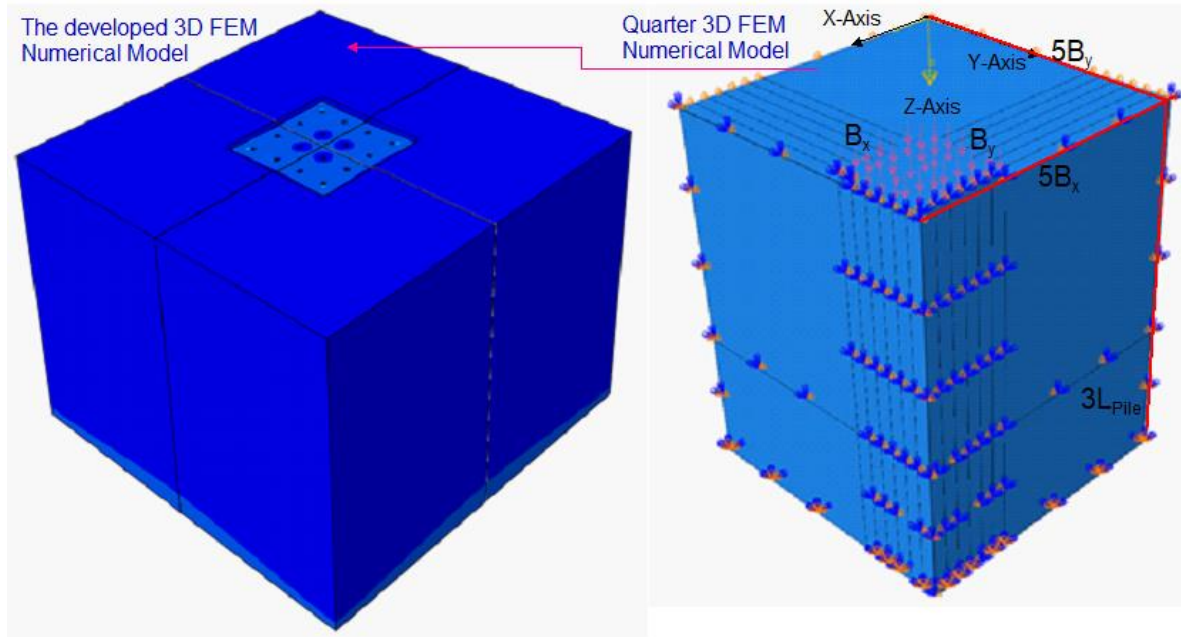 The developed 3D FEM
Numerical Model
Quarter 3D FEM
Numerical Model
X-Axis
Y-Axis
5By
Z-Axis
Bx
By
5Bx
3LPile